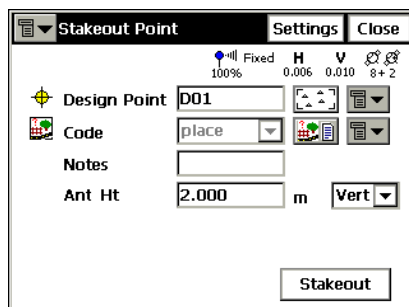 Stakeout Point Settings Close
Fixed H V
100% 0.006 0.010 8+2
Design Point D01
Code place
Notes
Ant Ht 2.000 m Vert
Stakeout